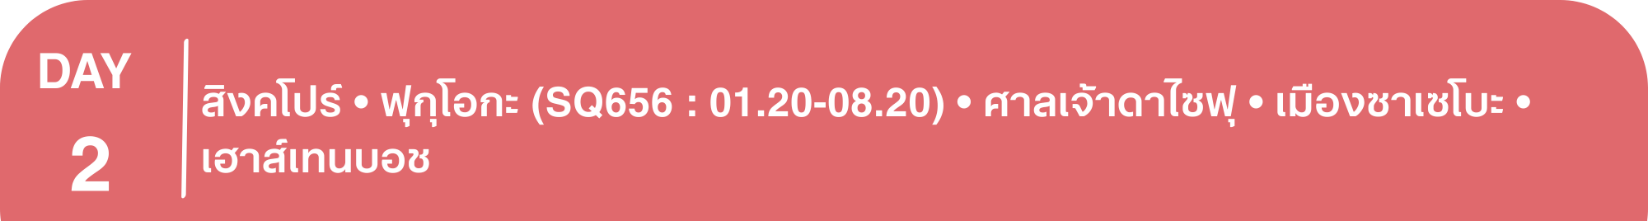 DAY
2
สิงคโปร์ • ฟุกุโอกะ (SQ656 : 01.20-08.20) • ศาลเจ้าดาไซฟุ • เมืองซาเซโบะ •
เฮาส์เทนบอช